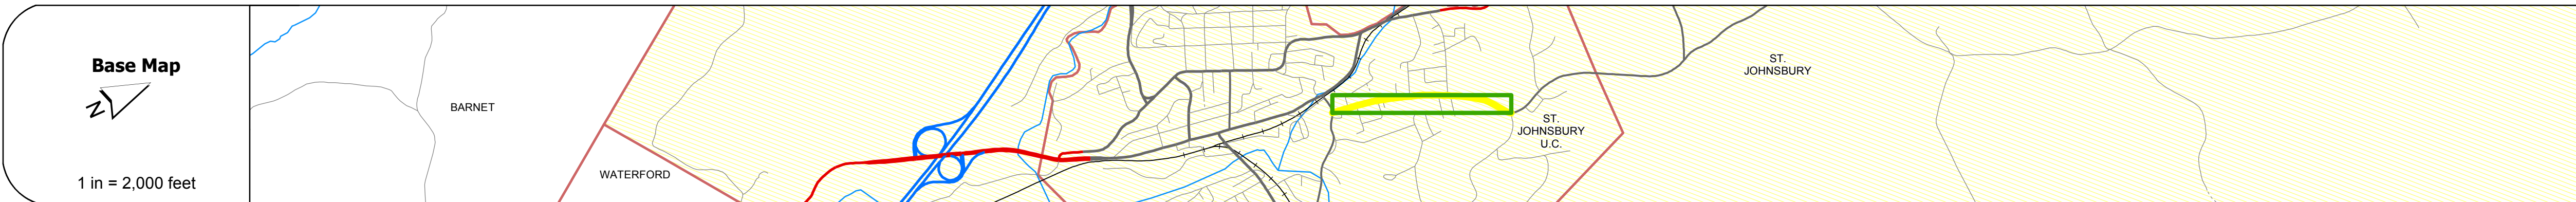 Base Map
N
1 in = 2,000 feet
BARNET
WATERFORD
ST.
JOHNSBURY
U.C.
ST.
JOHNSBURY